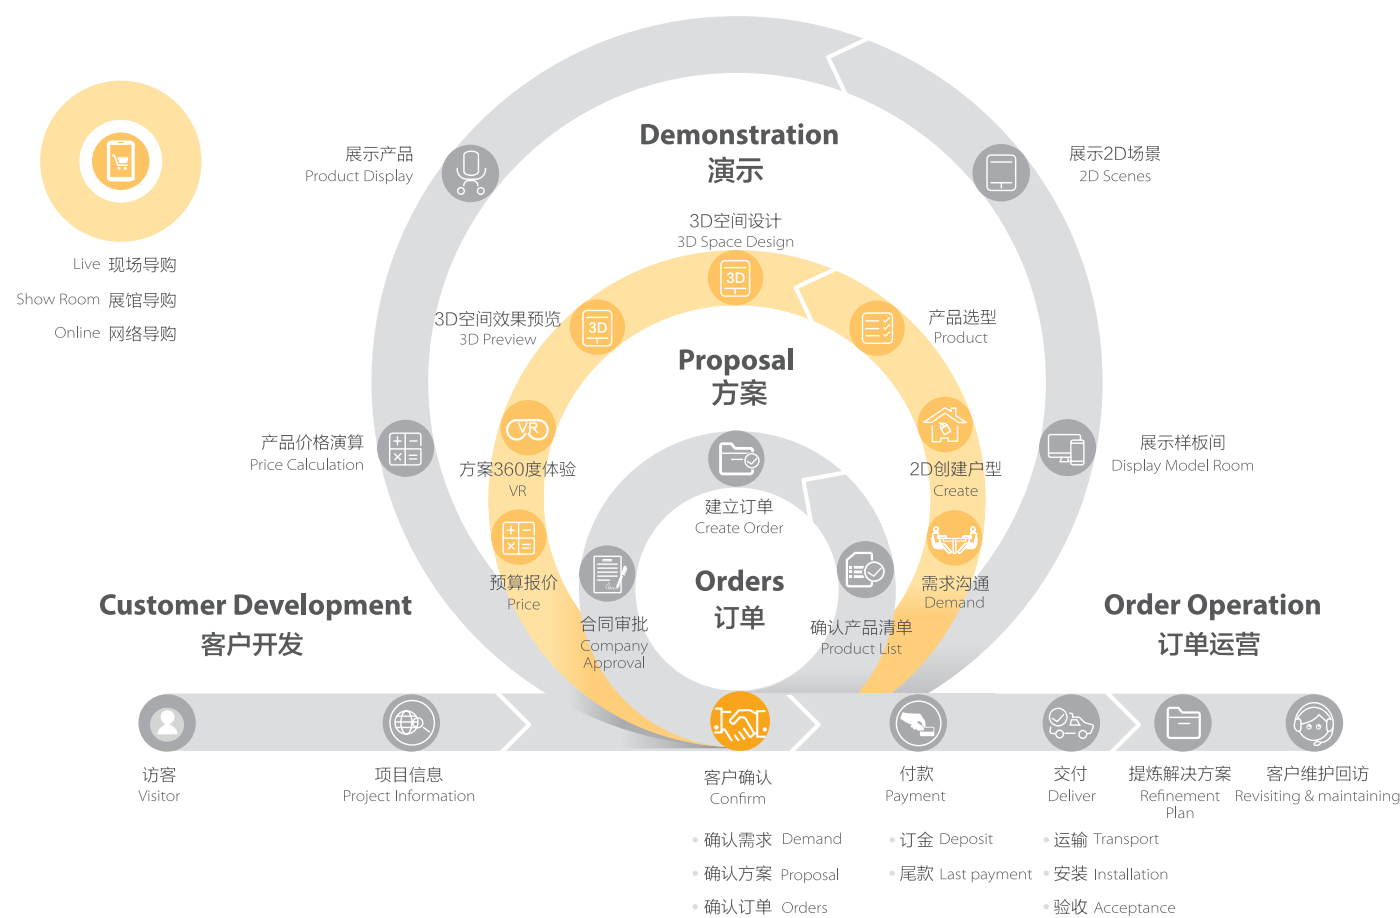 Demonstration
演示
展示产品
Product Display
展示2D场景
2D Scenes
Live 现场导购
Show Room 展馆导购
Online 网络导购
3D空间设计
3D Space Design
3D
3D空间效果预览
3D Preview
3D
产品选型
Product
Proposal
方案
产品价格演算
Price Calculation
VR
方案360度体验
VR
2D创建户型
Create
展示样板间
Display Model Room
建立订单
Create Order
预算报价
Price
需求沟通
Demand
Orders
订单
合同审批
Company
Approval
确认产品清单
Product List
Customer Development
客户开发
Order Operation
订单运营
访客
Visitor
项目信息
Project Information
客户确认
Confirm
付款
Payment
交付
Deliver
提炼解决方案
Refinement
Plan
客户维护回访
Revisiting & maintaining
• 确认需求 Demand
• 确认方案 Proposal
• 确认订单 Orders
• 订金 Deposit
• 尾款 Last payment
• 运输 Transport
• 安装 Installation
• 验收 Acceptance